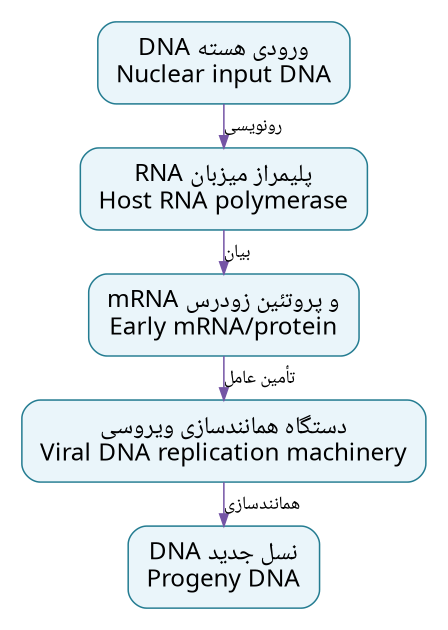 DNA ورودی هسته
Nuclear input DNA
رونویسی
RNA پلیمراز میزبان
Host RNA polymerase
بیان
mRNA و پروتئین زودرس
Early mRNA/protein
تأمین عامل
دستگاه همانندسازی ویروسی
Viral DNA replication machinery
همانندسازی
DNA نسل جدید
Progeny DNA